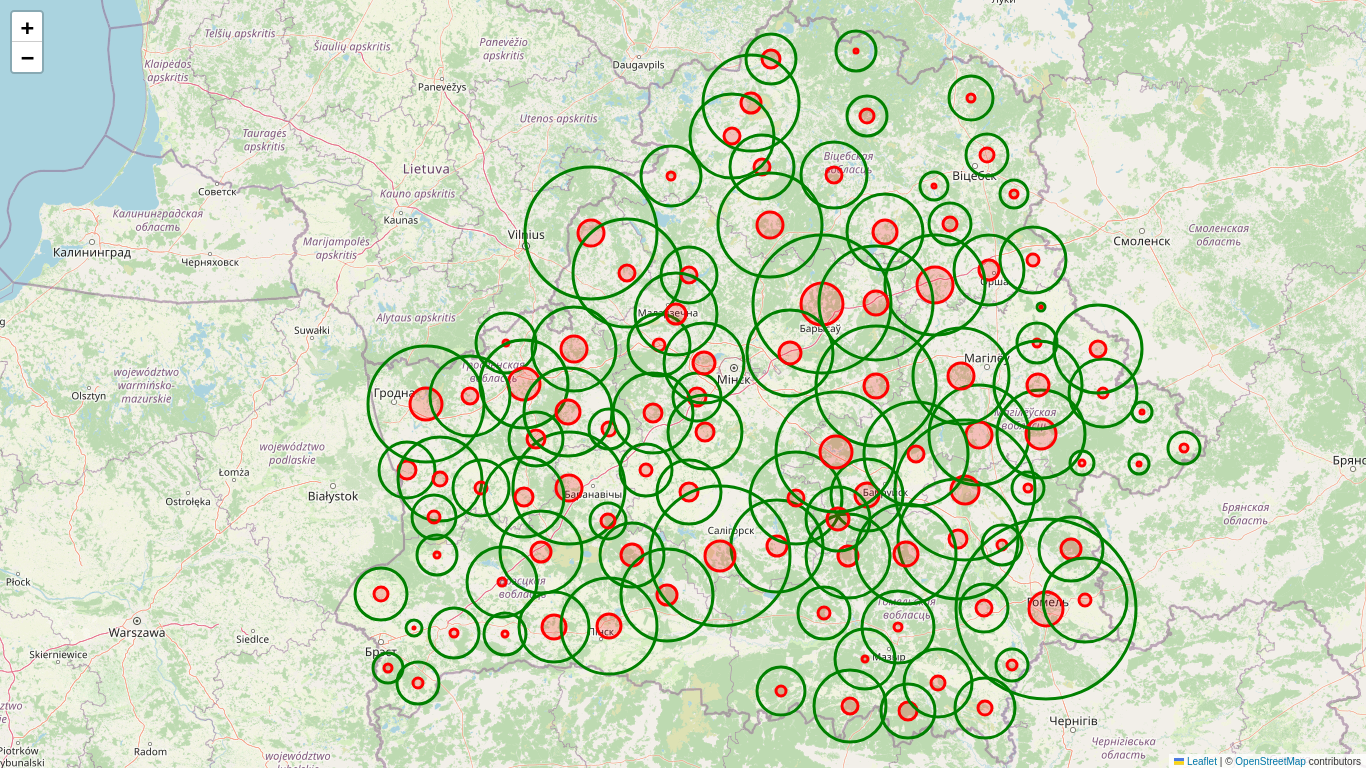 +
−
Луки
Telšių apskritis
Šiaulių apskritis
Panevėžio
apskritis
Klaipėdos
apskritis
Daugavpils
Panevėžys
Utenos apskritis
Tauragės
apskritis
Lietuva
Віцебская
вобласць
Віцебск
Советск
Kauno apskritis
Калининградская
область
Kaunas
Vilnius
Marijampolės
apskritis
Смоленск
Смоленская
область
Калининград
Черняховск
Орша
Alytaus apskritis
Маладзечна
Барысаў
Suwałki
Магілёў
Гродзенская
вобласць
Мінск
województwo
warmińsko-
mazurskie
Olsztyn
Гродна
Магілёўская
вобласць
województwo
podlaskie
Łomża
Брянс
Białystok
Ostrołęka
Баранавічы
Бабруйск
Брянская
область
Салігорск
Płock
Брэсцкая
вобласць
Гомельская
вобласць
Гомель
Warszawa
Siedlce
Пінск
Skierniewice
Брэст
Мазыр
ztwo
Чернігів
Piotrków
Radom
województwo
Чернігівська
область
Leaflet | © OpenStreetMap contributors